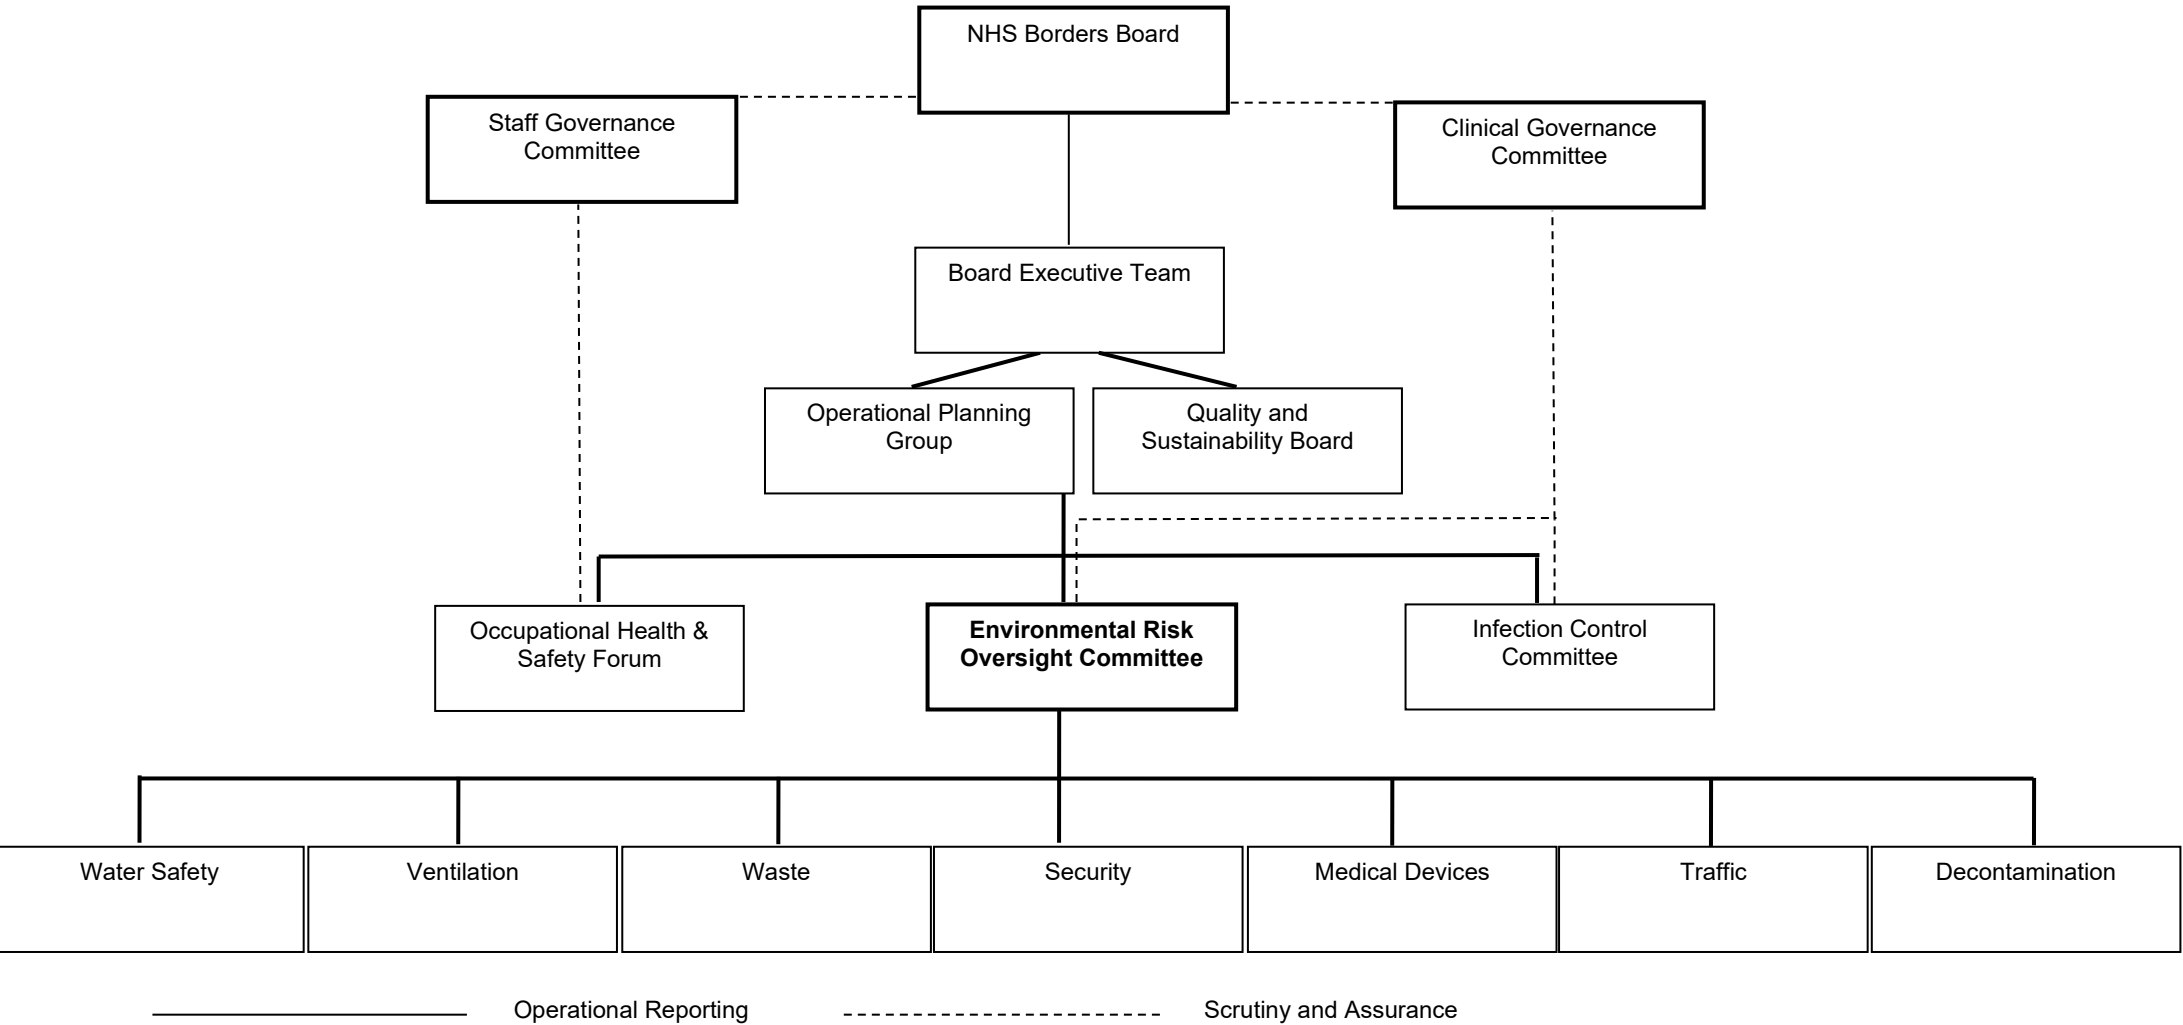 NHS Borders Board
Staff Governance
Committee
Clinical Governance
Committee
Board Executive Team
Operational Planning
Group
Quality and
Sustainability Board
Occupational Health &
Safety Forum
Environmental Risk
Oversight Committee
Infection Control
Committee
Water Safety
Ventilation
Waste
Security
Medical Devices
Traffic
Decontamination
Operational Reporting
Scrutiny and Assurance